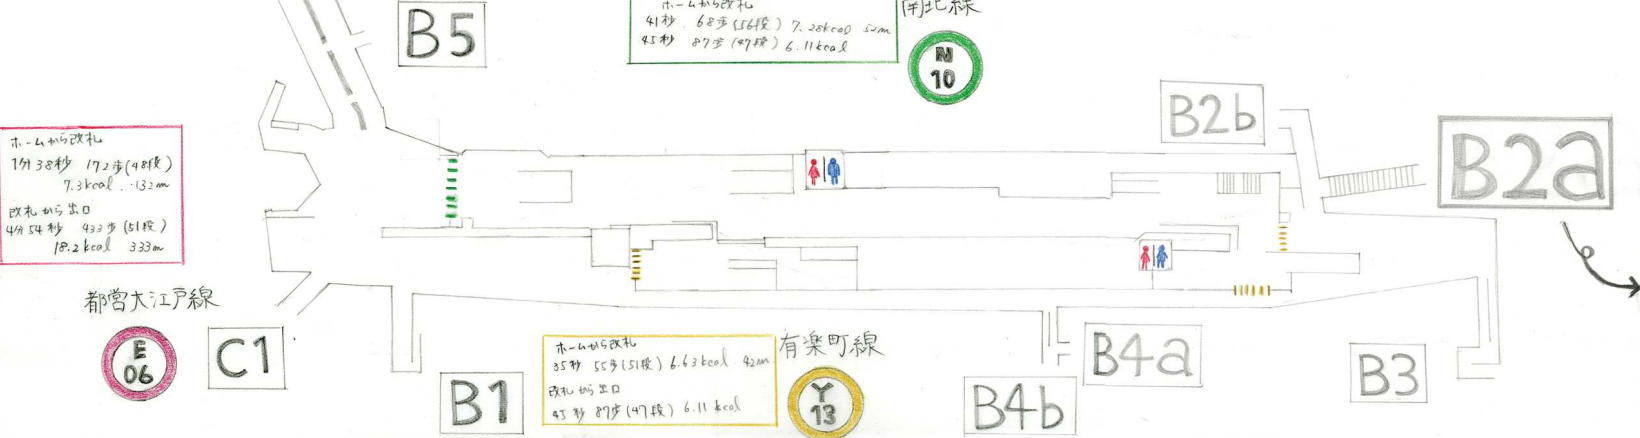 B5
ホームから改札
41秒 68歩(56段) 7.28kcal 52m
45秒 87歩(47段) 6.11kcal
南北線
N
10
B2b
B2a
ホームから改札
1分38秒 172歩(48段)
7.3kcal 132m
改札から出口
4分54秒 433歩(51段)
18.2kcal 333m
都営大江戸線
E
06
C1
B1
ホームから改札
35秒 55歩(51段) 6.63kcal 42m
改札から出口
45秒 87歩(47段) 6.11kcal
有楽町線
Y
13
B4b
B4a
B3